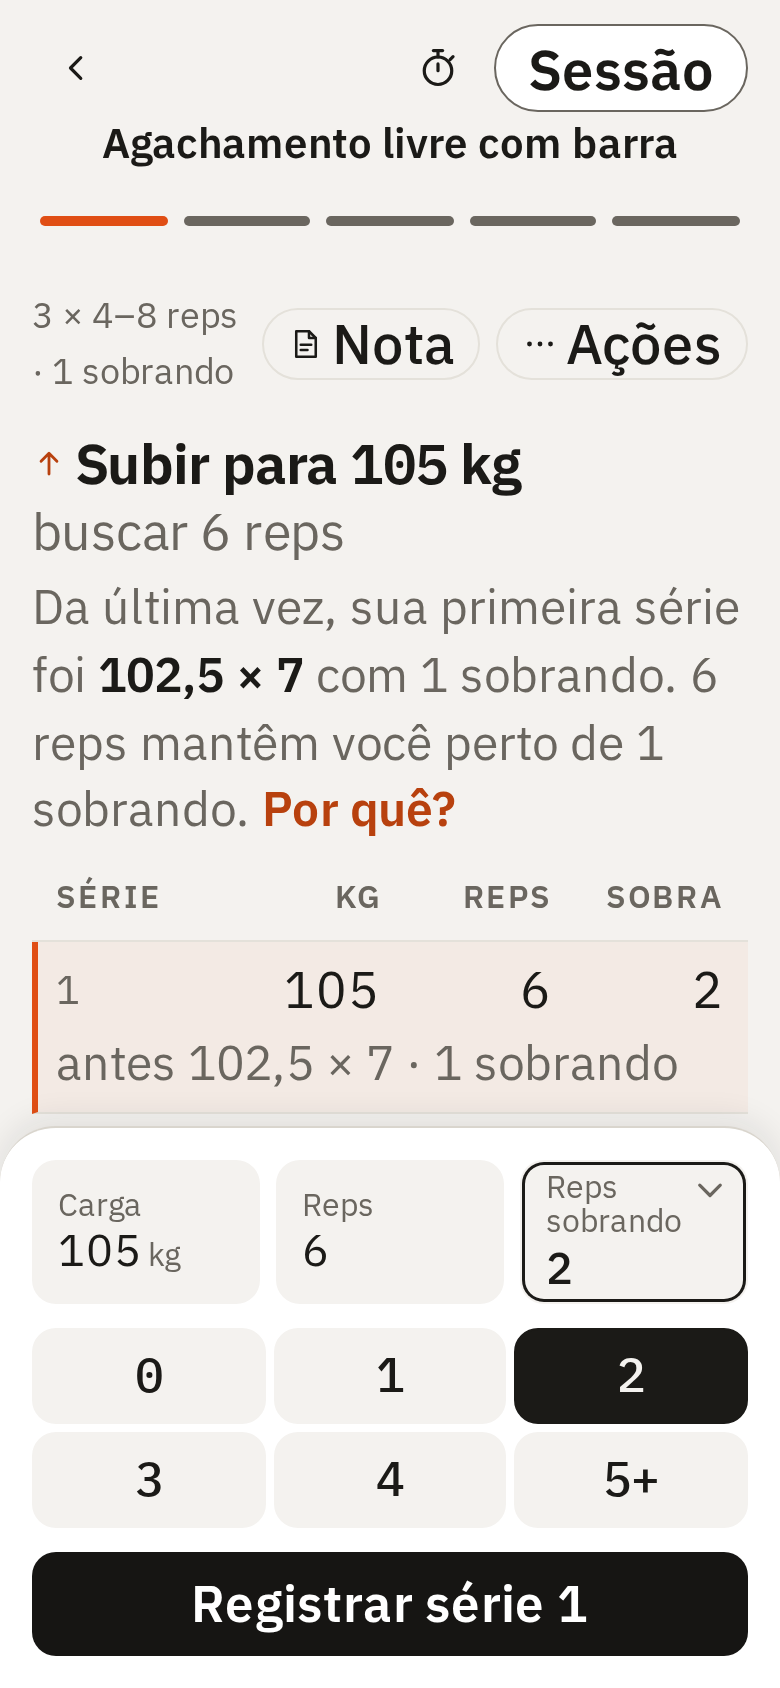 Sessão
Agachamento livre com barra
3 × 4–8 reps
· 1 sobrando
Nota
··· Ações
↑ Subir para 105 kg
buscar 6 reps
Da última vez, sua primeira série
foi 102,5 × 7 com 1 sobrando. 6
reps mantêm você perto de 1
sobrando. Por quê?
SÉRIE KG REPS SOBRA
1 105 6 2
antes 102,5 × 7 · 1 sobrando
Carga
105 kg
Reps
6
Reps
sobrando
2
0 1 2
3 4 5+
Registrar série 1